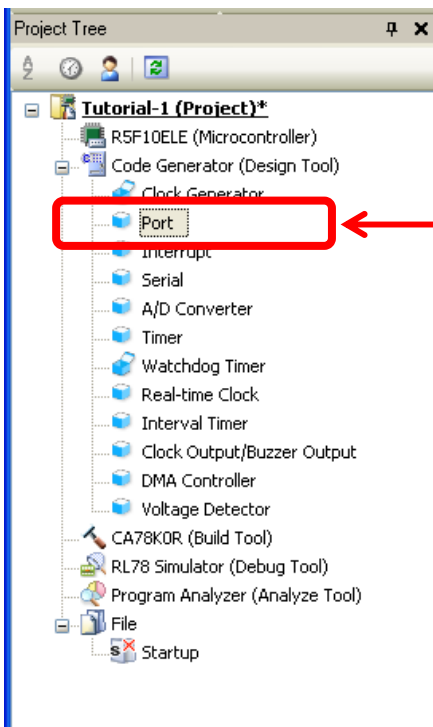 Project Tree
Tutorial-1 (Project)*
R5F10ELE (Microcontroller)
Code Generator (Design Tool)
Clock Generator
Port
Interrupt
Serial
A/D Converter
Timer
Watchdog Timer
Real-time Clock
Interval Timer
Clock Output/Buzzer Output
DMA Controller
Voltage Detector
CA78K0R (Build Tool)
RL78 Simulator (Debug Tool)
Program Analyzer (Analyze Tool)
File
Startup